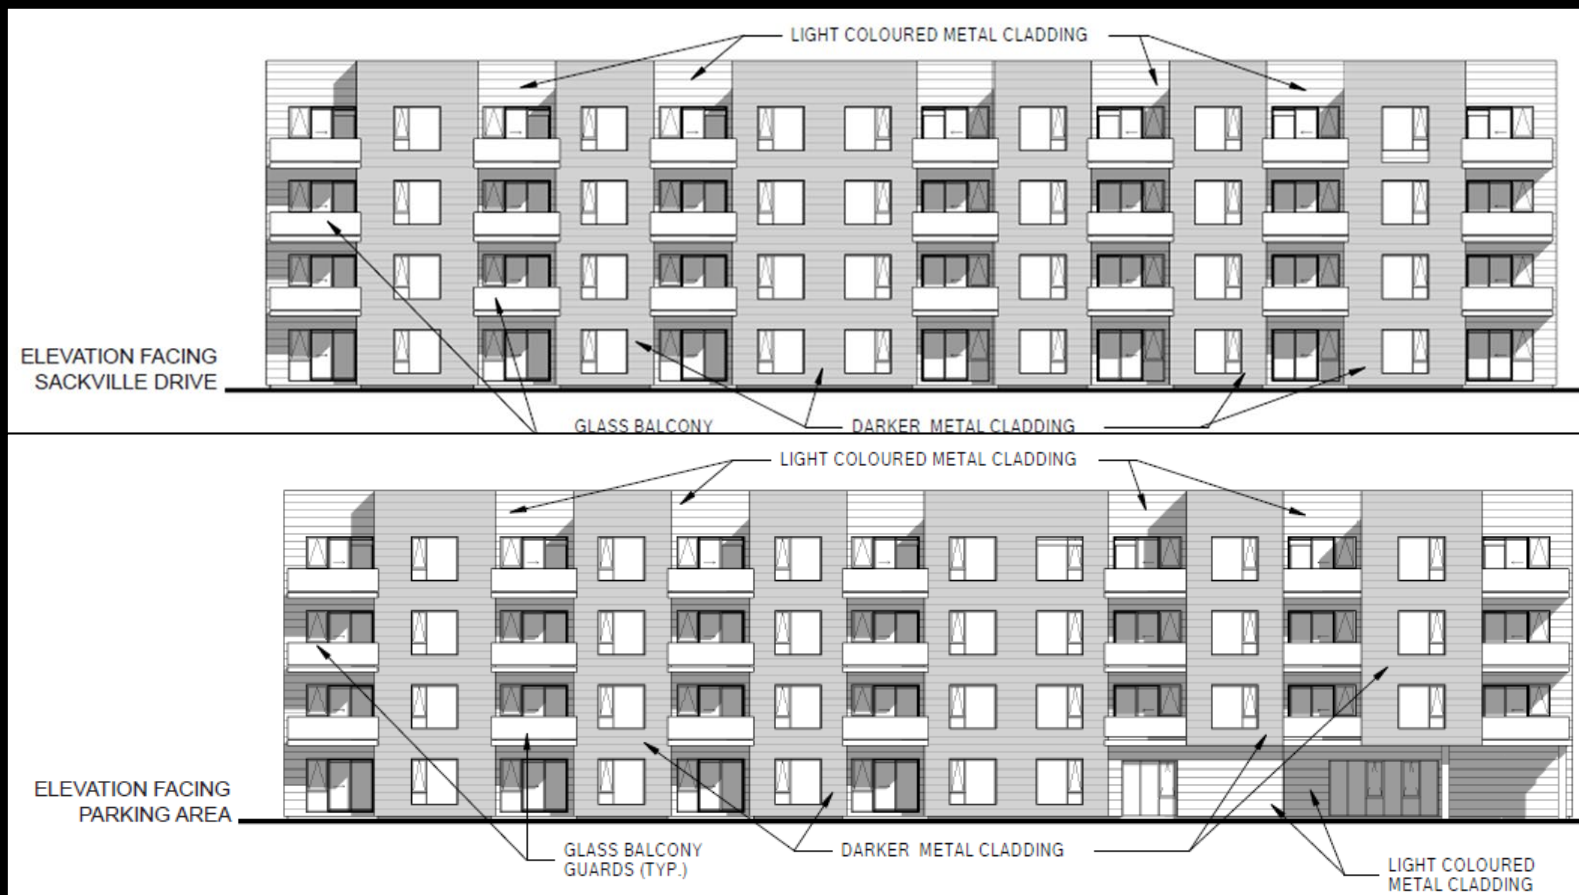 LIGHT COLOURED METAL CLADDING
ELEVATION FACING
SACKVILLE DRIVE
GLASS BALCONY
DARKER METAL CLADDING
LIGHT COLOURED METAL CLADDING
ELEVATION FACING
PARKING AREA
GLASS BALCONY
GUARDS (TYP.)
DARKER METAL CLADDING
LIGHT COLOURED
METAL CLADDING